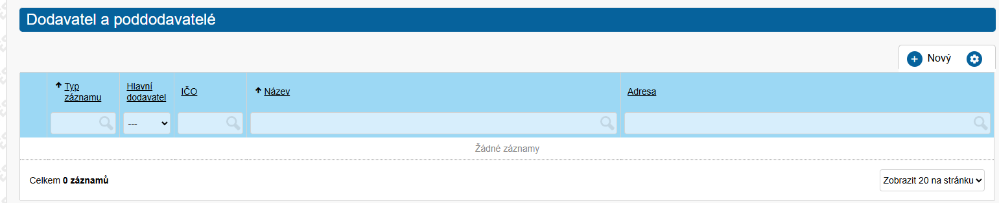 Dodavatel a poddodavatelé
Nový
Typ záznamu
Hlavní dodavatel
IČO
Název
Adresa
---
Žádné záznamy
Celkem 0 záznamů
Zobrazit 20 na stránku